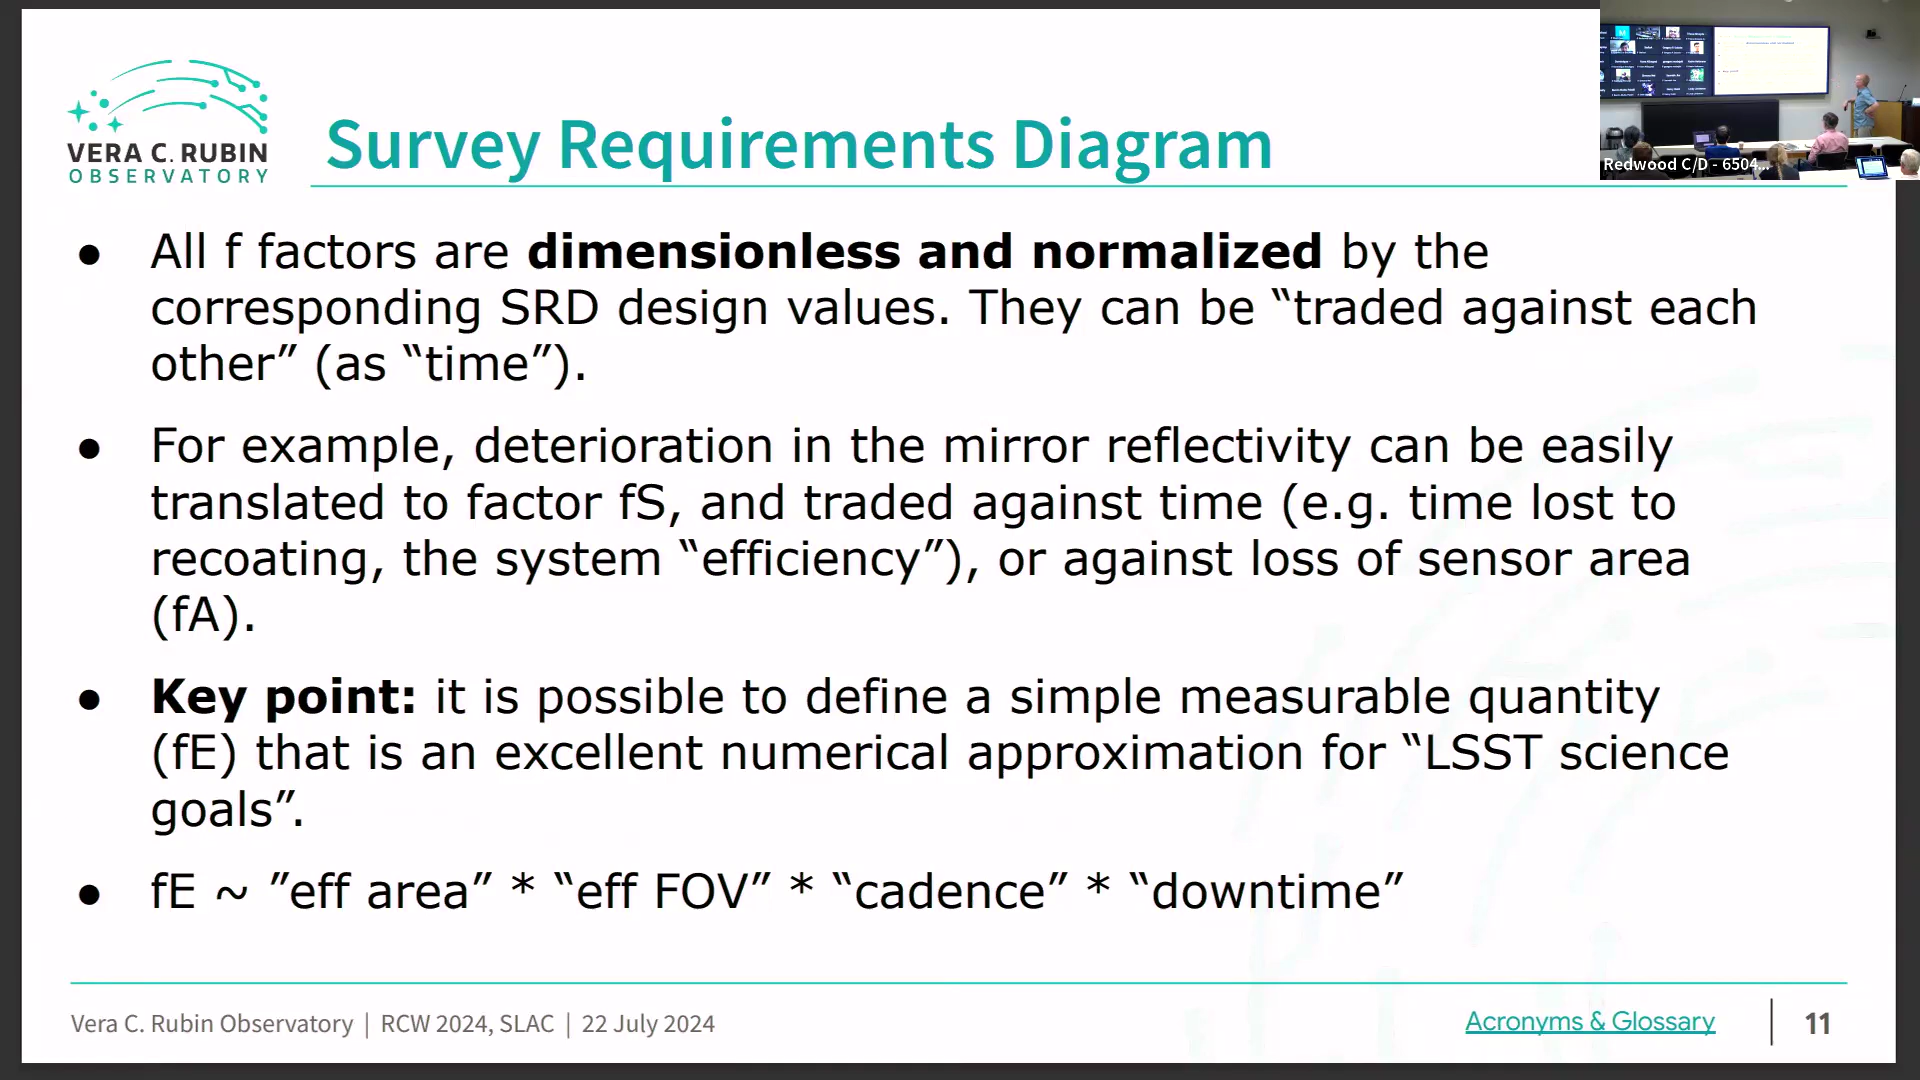 VERA C. RUBIN
OBSERVATORY
Survey Requirements Diagram
Redwood C/D - 6504...
● All f factors are dimensionless and normalized by the
corresponding SRD design values. They can be “traded against each
other” (as “time”).
● For example, deterioration in the mirror reflectivity can be easily
translated to factor fS, and traded against time (e.g. time lost to
recoating, the system “efficiency”), or against loss of sensor area
(fA).
● Key point: it is possible to define a simple measurable quantity
(fE) that is an excellent numerical approximation for “LSST science
goals”.
● fE ~ ”eff area” * “eff FOV” * “cadence” * “downtime”
Vera C. Rubin Observatory | RCW 2024, SLAC | 22 July 2024
Acronyms & Glossary
11